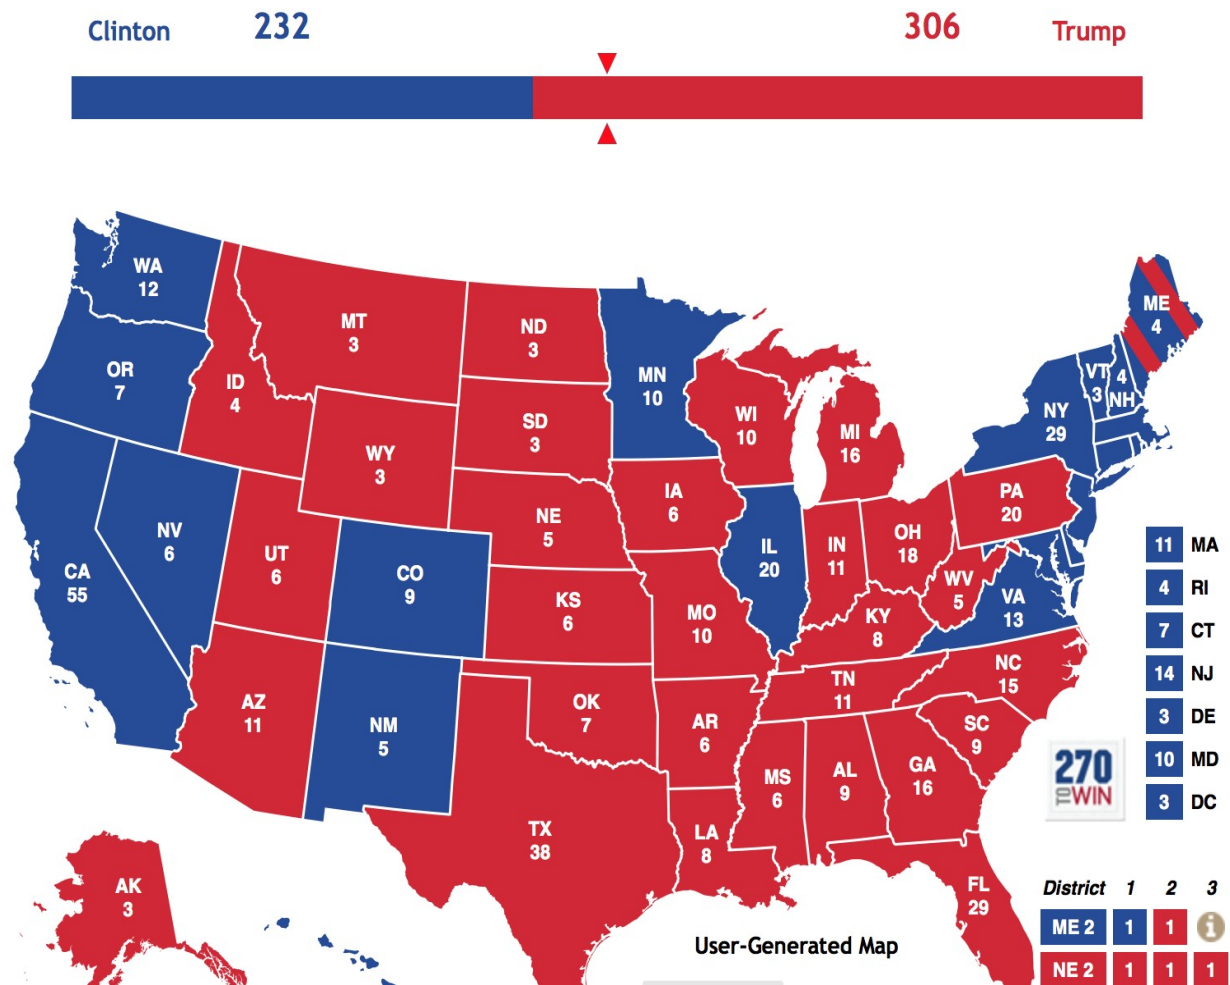 Clinton 232 306 Trump
WA
12
MT
3
ND
3
ME
4
OR
7
ID
4
MN
10
VT
3
4
NH
WI
10
SD
3
NY
29
MI
16
WY
3
IA
6
PA
20
NE
5
NV
6
OH
18
IL
20
IN
11
UT
6
CO
9
CA
55
WV
5
VA
13
KS
6
MO
10
KY
8
NC
15
TN
11
AZ
11
OK
7
NM
5
AR
6
SC
9
MS
6
AL
9
GA
16
TX
38
LA
8
AK
3
FL
29
11 MA
4 RI
7 CT
14 NJ
3 DE
10 MD
3 DC
270
TO WIN
District 1 2 3
ME 2 1 1 i
NE 2 1 1 1
User-Generated Map